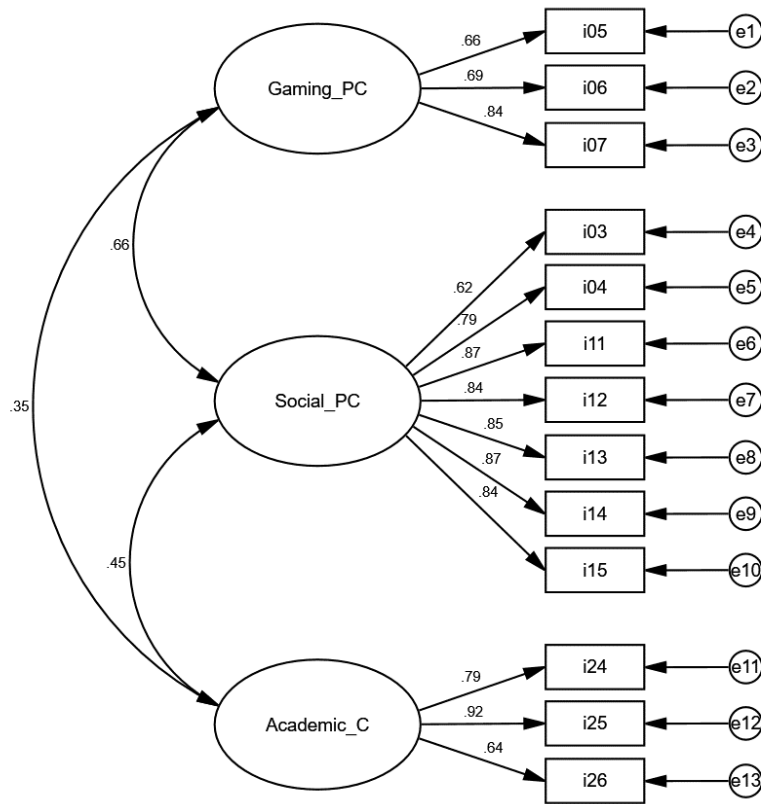 .66
i05
e1
Gaming_PC
.69
i06
e2
.84
i07
e3
.66
.62
i03
e4
.79
i04
e5
.87
i11
e6
Social_PC
.84
i12
e7
.35
.85
i13
e8
.87
i14
e9
.84
i15
e10
.45
.79
i24
e11
Academic_C
.92
i25
e12
.64
i26
e13